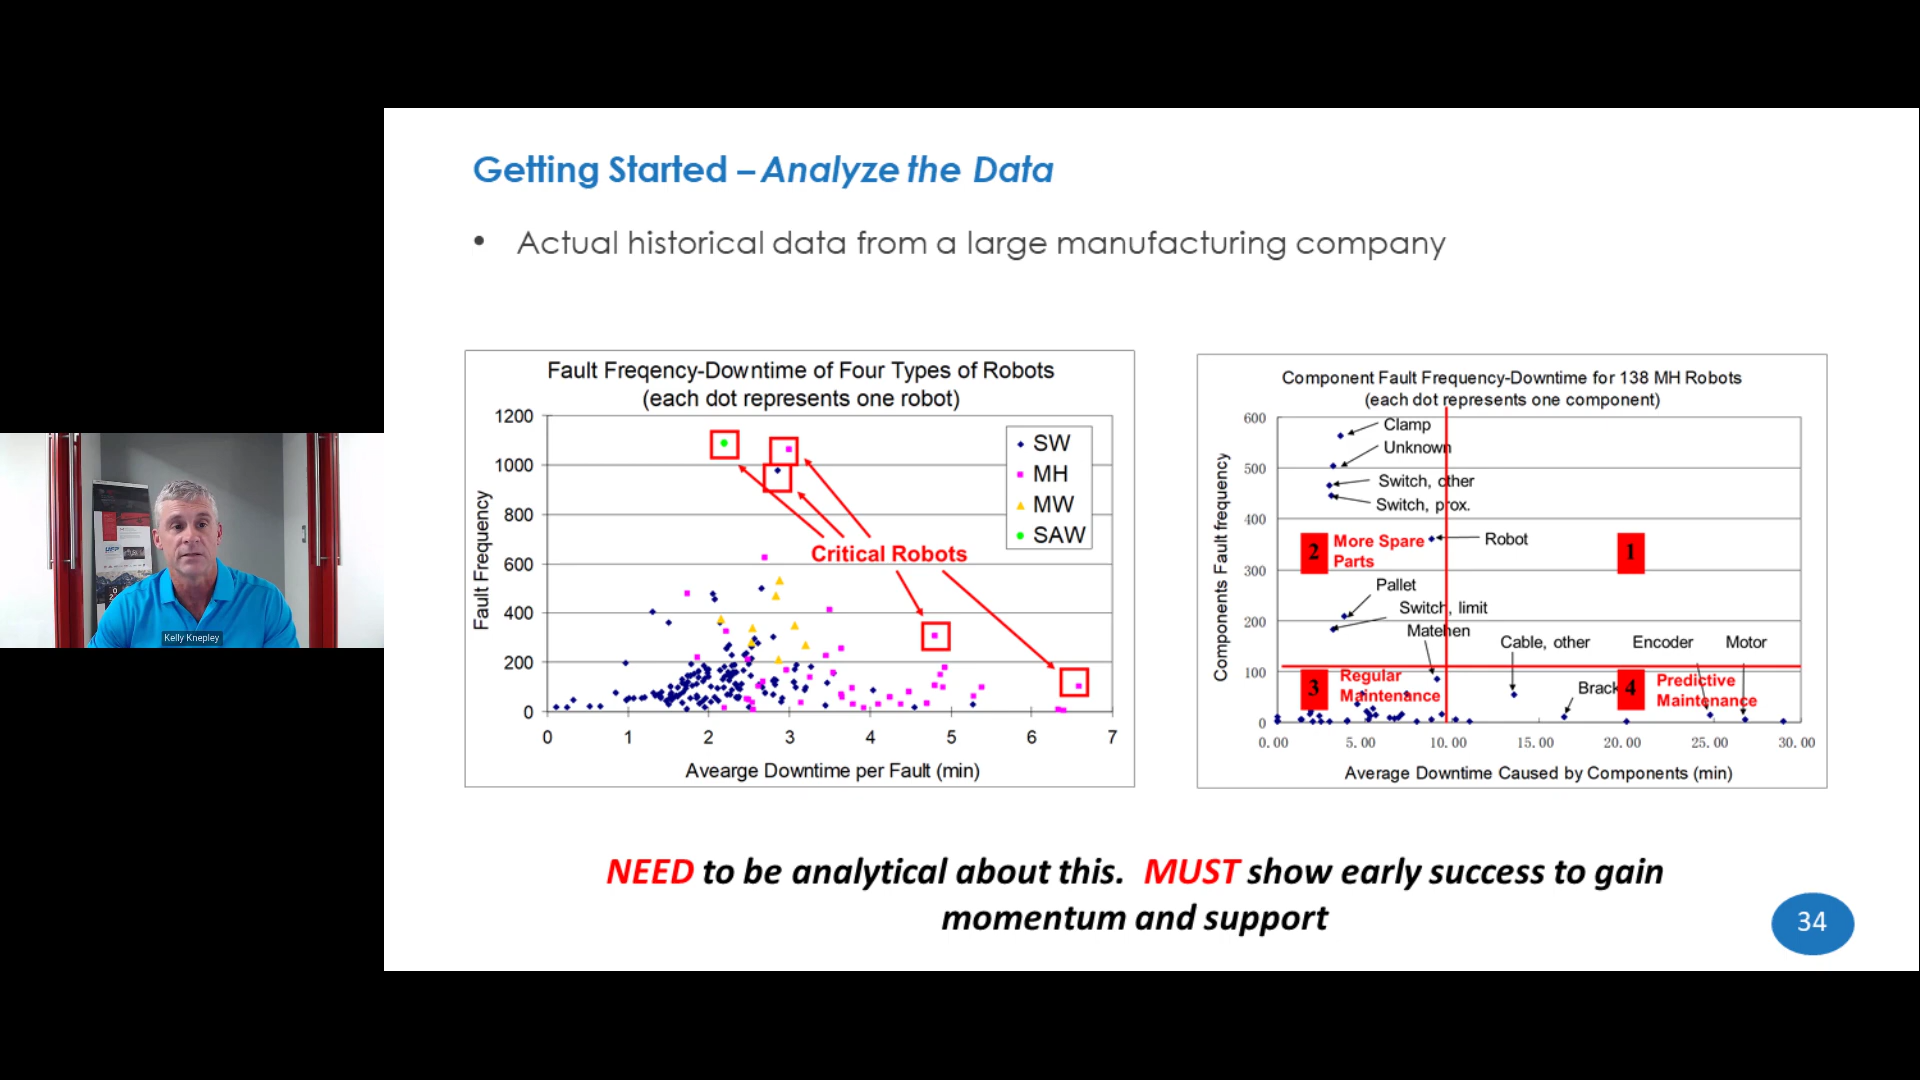 Getting Started – Analyze the Data
• Actual historical data from a large manufacturing company
Fault Freqency-Downtime of Four Types of Robots
(each dot represents one robot)
1200
1000
800
600
400
200
0
Fault Frequency
SW
MH
MW
SAW
Critical Robots
0 1 2 3 4 5 6 7
Avearge Downtime per Fault (min)
Component Fault Frequency-Downtime for 138 MH Robots
(each dot represents one component)
600
500
400
300
200
100
0
Components Fault frequency
Clamp
Unknown
Switch, other
Switch, prox.
Robot
2 More Spare
Parts
1
Pallet
Switch, limit
Matehen
Cable, other
Encoder
Motor
3 Regular
Maintenance
Brack
4 Predictive
Maintenance
0.00 5.00 10.00 15.00 20.00 25.00 30.00
Average Downtime Caused by Components (min)
NEED to be analytical about this. MUST show early success to gain
momentum and support
34
Kelly Knepley